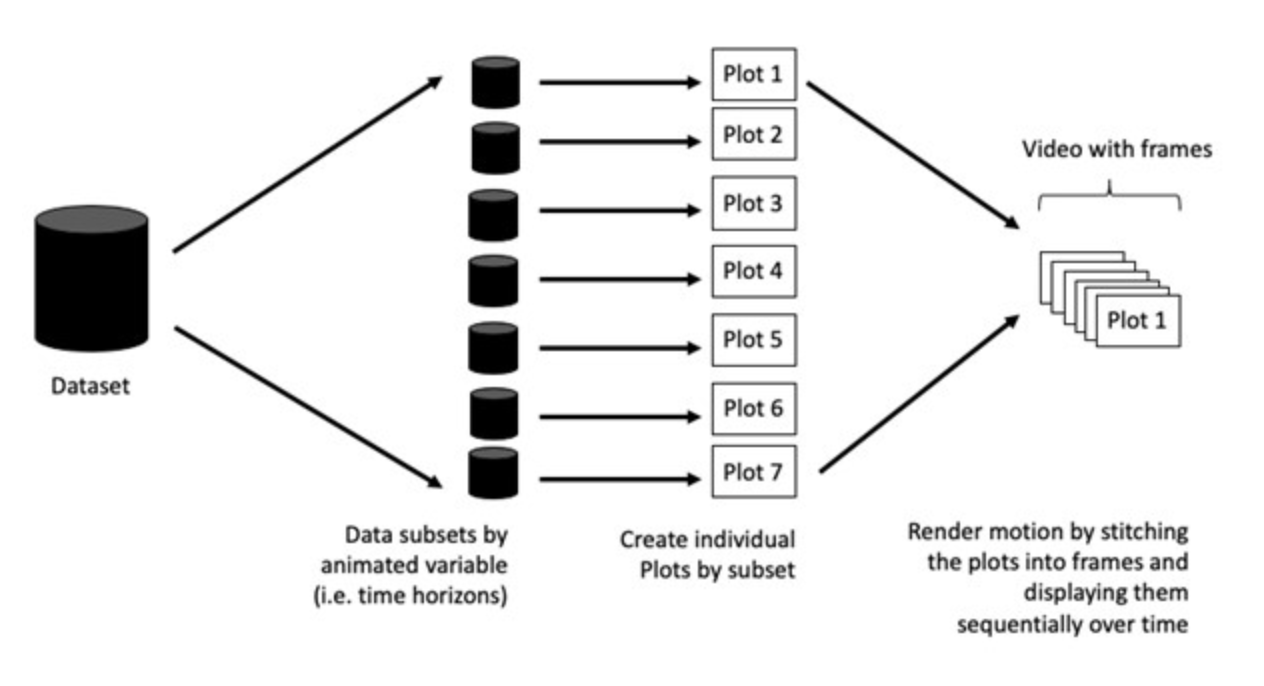 Dataset
Data subsets by
animated variable
(i.e. time horizons)
Plot 1
Plot 2
Plot 3
Plot 4
Plot 5
Plot 6
Plot 7
Create individual
Plots by subset
Video with frames
Plot 1
Render motion by stitching
the plots into frames and
displaying them
sequentially over time